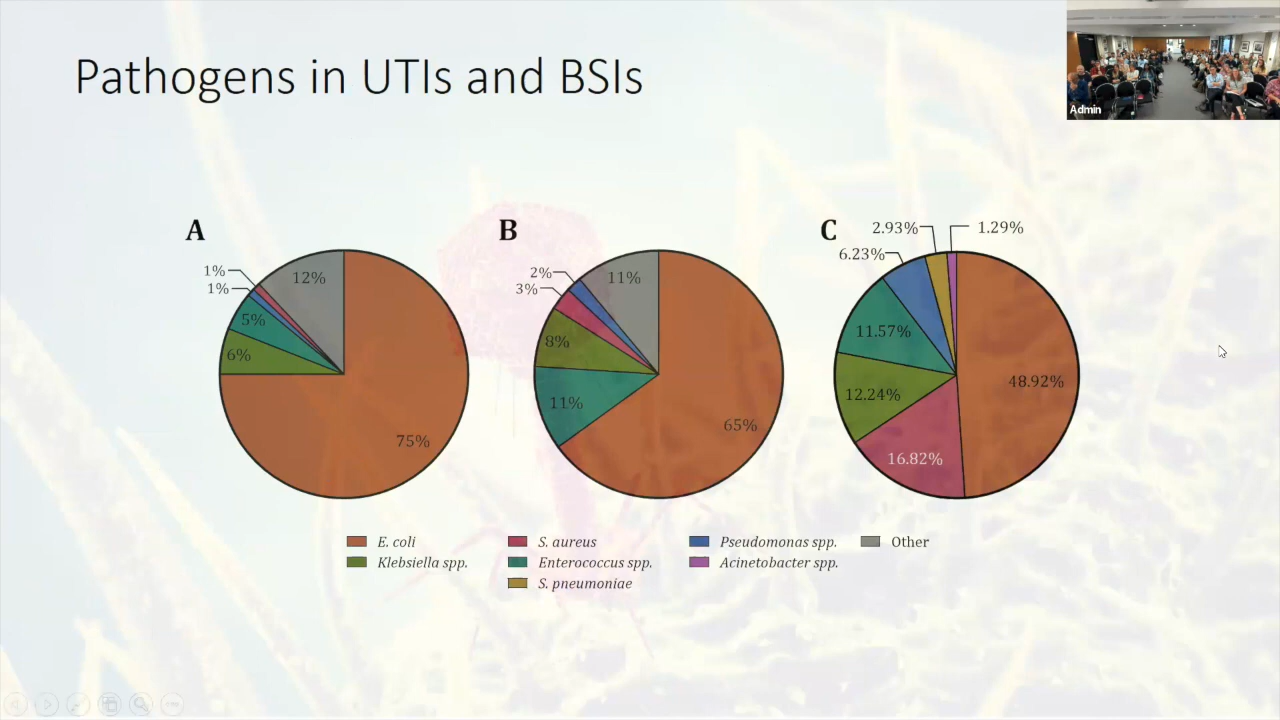 Pathogens in UTIs and BSIs
Admin
A
1%
1%
12%
5%
6%
75%
B
2%
3%
11%
8%
11%
65%
C
2.93%
1.29%
6.23%
11.57%
12.24%
48.92%
16.82%
E. coli
S. aureus
Pseudomonas spp.
Other
Klebsiella spp.
Enterococcus spp.
Acinetobacter spp.
S. pneumoniae